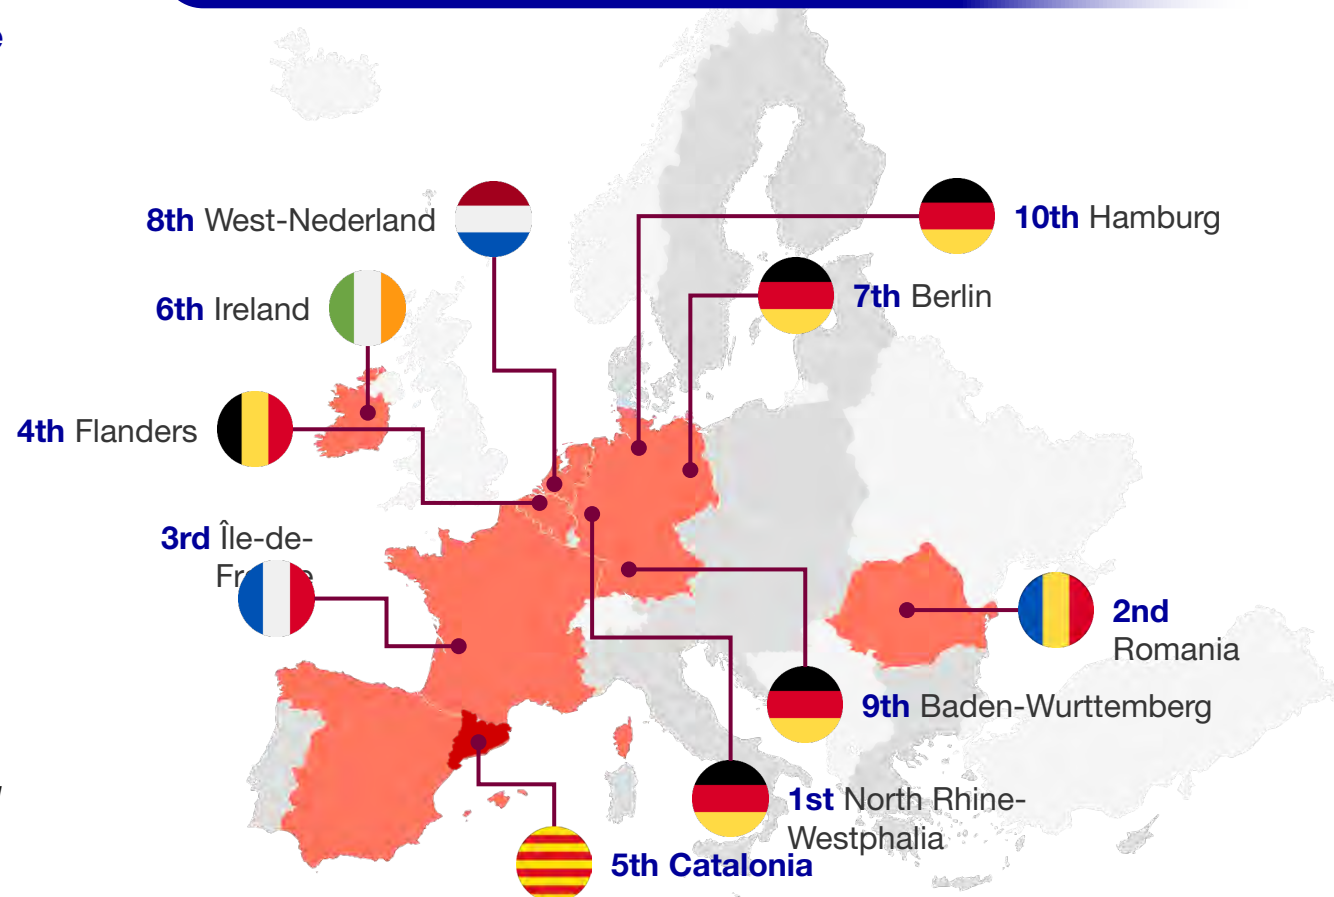 8th West-Nederland
10th Hamburg
6th Ireland
7th Berlin
4th Flanders
3rd Île-de-
2nd
Romania
9th Baden-Wurttemberg
1st North Rhine-
Westphalia
5th Catalonia